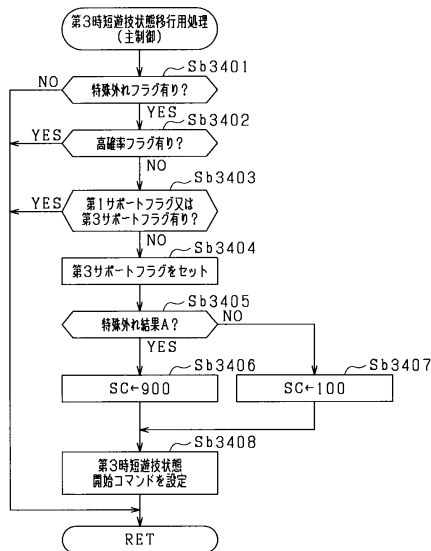 第3時短遊技状態移行用処理
(主制御)
Sb3401
特殊外れフラグ有り?
NO
YES
Sb3402
高確率フラグ有り?
YES
NO
Sb3403
第1サポートフラグ又は
第3サポートフラグ有り?
YES
NO
Sb3404
第3サポートフラグをセット
Sb3405
特殊外れ結果A?
NO
YES
Sb3406
SC←900
Sb3407
SC←100
Sb3408
第3時短遊技状態
開始コマンドを設定
RET